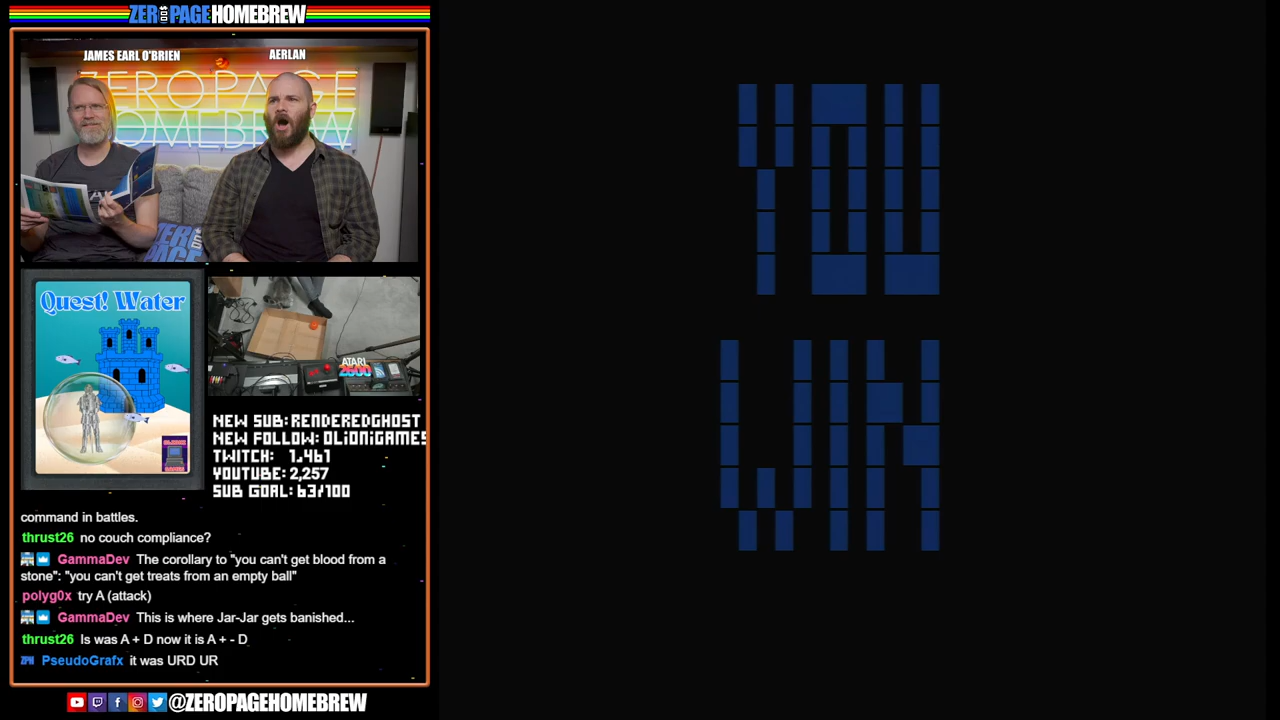 ZEROPAGE HOMEBREW
JAMES EARL O'BRIEN
AERLAN
ZEROPAGE
HOMEBREW
ZERO
PAGE
Quest! Water
ATARI
2600
NEW SUB: RENDEREDGHOST
NEW FOLLOW: OLIONIGAMES
TWITCH: 1,461
YOUTUBE: 2,257
SUB GOAL: 63/100
command in battles.
thrust26 no couch compliance?
GammaDev The corollary to "you can't get blood from a
stone": "you can't get treats from an empty ball"
polyg0x try A (attack)
GammaDev This is where Jar-Jar gets banished...
thrust26 Is was A + D now it is A + - D
ZPH PseudoGrafx it was URD UR
@ZEROPAGEHOMEBREW
YOU
WIN